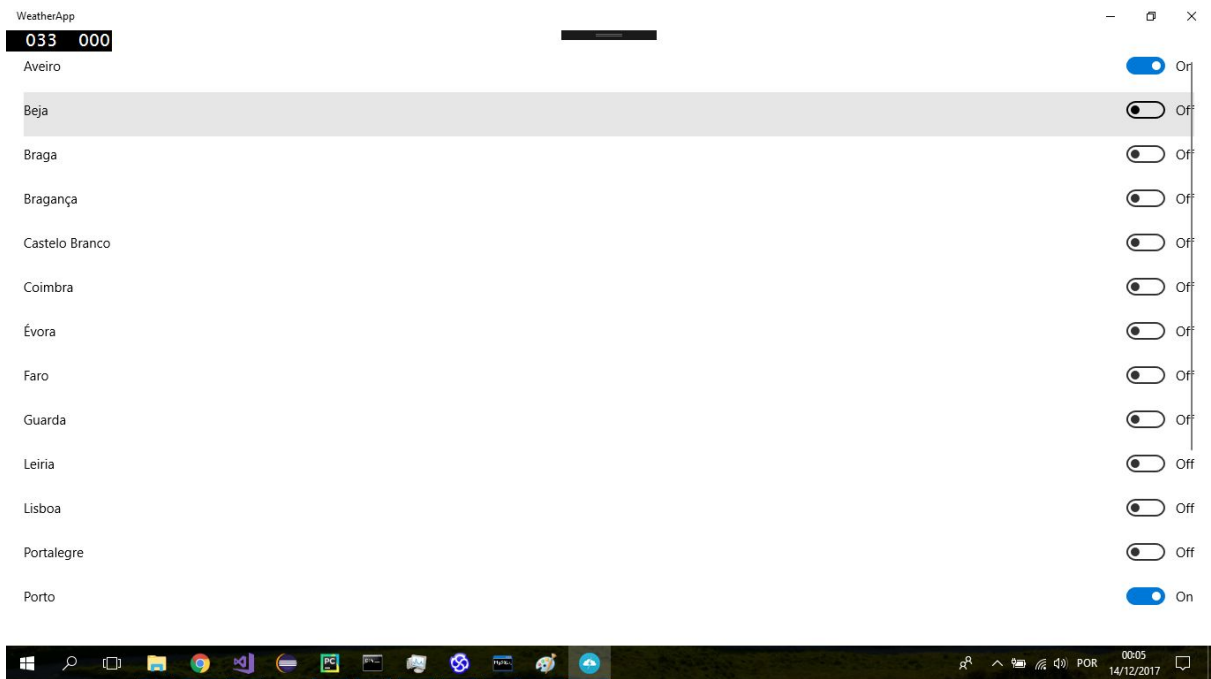 WeatherApp
033 000
Aveiro On
Beja Off
Braga Off
Bragança Off
Castelo Branco Off
Coimbra Off
Évora Off
Faro Off
Guarda Off
Leiria Off
Lisboa Off
Portalegre Off
Porto On
PC
POR
00:05
14/12/2017